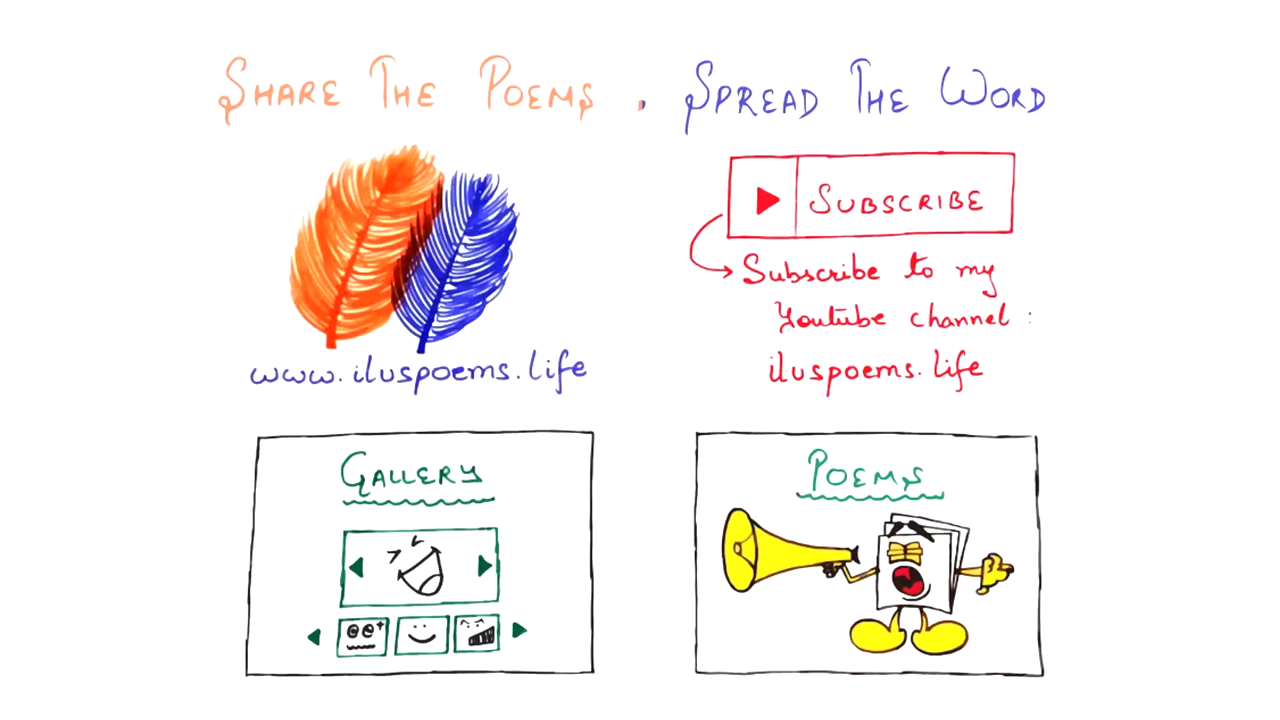 Share The Poems . Spread The Word
www.iluspoems.life
Subscribe
Subscribe to my
Youtube channel :
iluspoems.life
Gallery
Poems